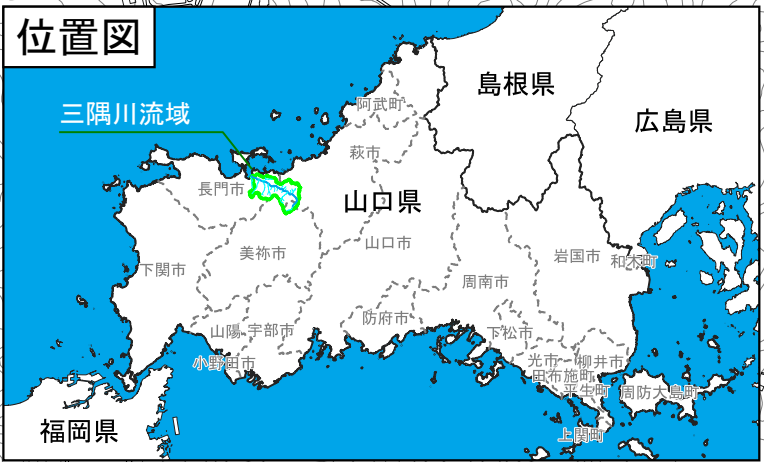 位置図
島根県
広島県
阿武町
三隅川流域
萩市
長門市
山口県
山口市
美祢市
岩国市
和木町
下関市
周南市
防府市
山陽
小野田市
宇部市
下松市
光市
柳井市
田布施町
平生町
周防大島町
上関町
福岡県